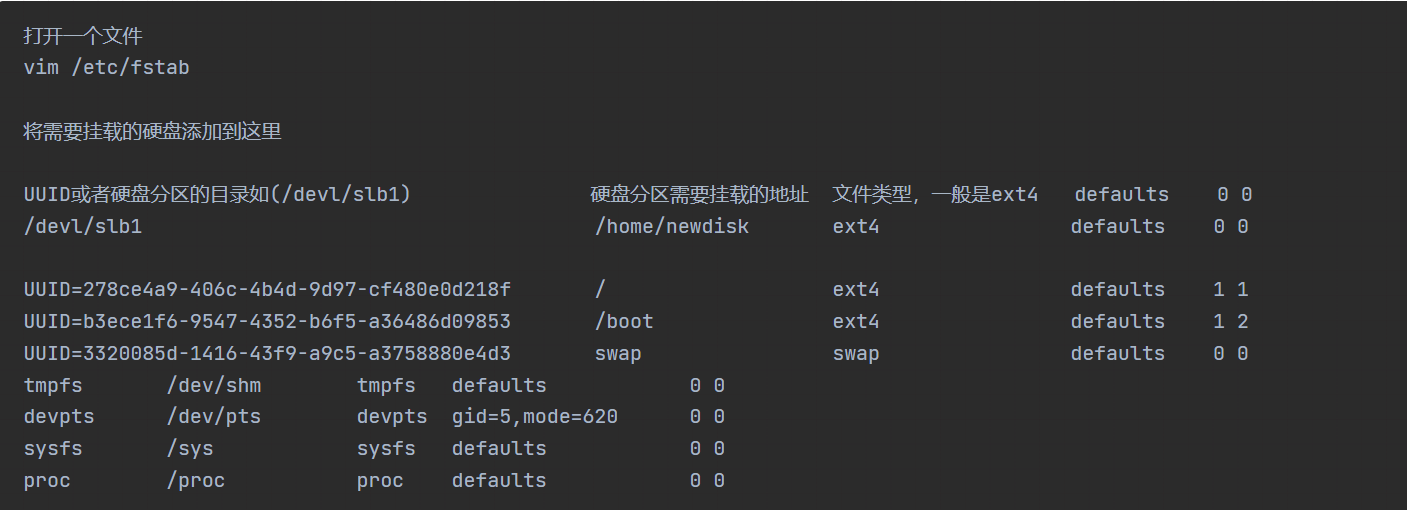 打开一个文件
vim /etc/fstab
将需要挂载的硬盘添加到这里
UUID或者硬盘分区的目录如(/devl/slb1) 硬盘分区需要挂载的地址 文件类型，一般是ext4 defaults 0 0
/devl/slb1 /home/newdisk ext4 defaults 0 0
UUID=278ce4a9-406c-4b4d-9d97-cf480e0d218f / ext4 defaults 1 1
UUID=b3ece1f6-9547-4352-b6f5-a36486d09853 /boot ext4 defaults 1 2
UUID=3320085d-1416-43f9-a9c5-a3758880e4d3 swap swap defaults 0 0
tmpfs /dev/shm tmpfs defaults 0 0
devpts /dev/pts devpts gid=5,mode=620 0 0
sysfs /sys sysfs defaults 0 0
proc /proc proc defaults 0 0